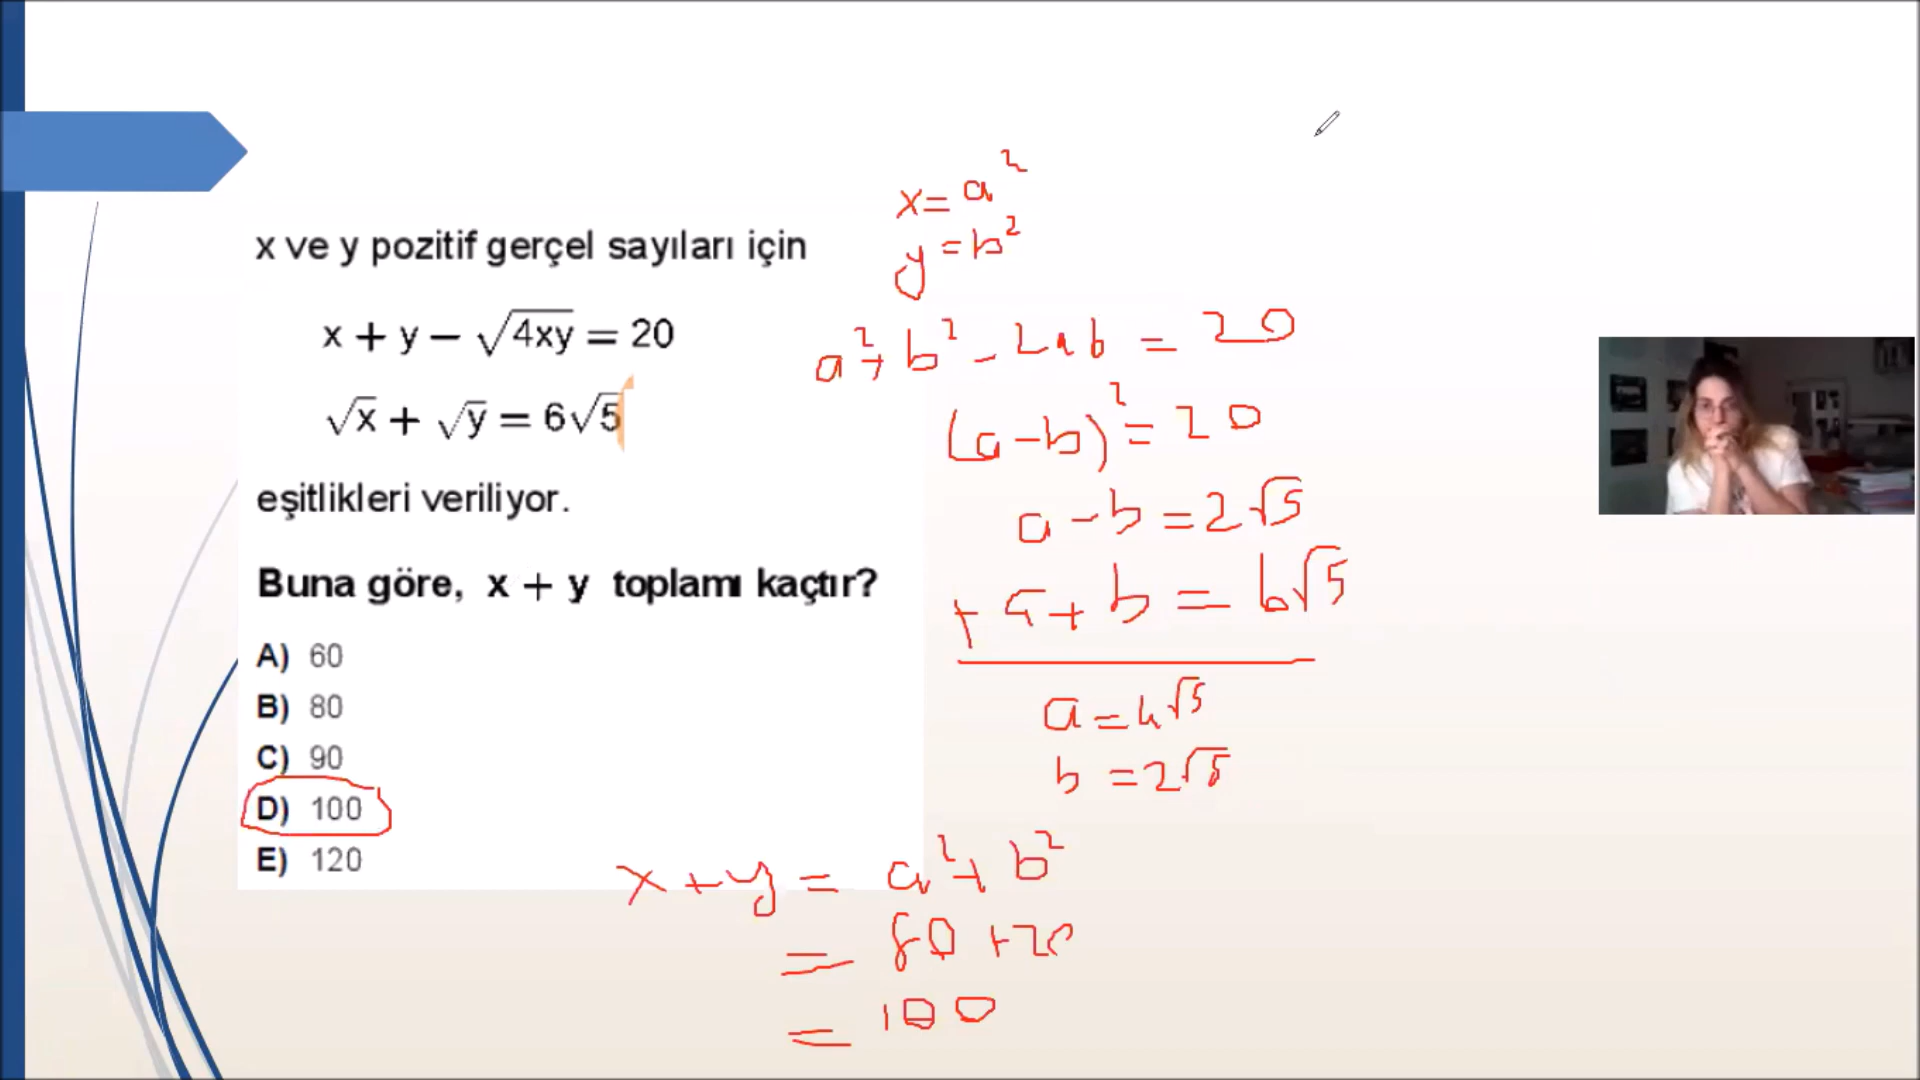 x ve y pozitif gerçel sayıları için
x + y − √4xy = 20
√x + √y = 6√5
eşitlikleri veriliyor.
Buna göre, x + y toplamı kaçtır?
A) 60
B) 80
C) 90
D) 100
E) 120
x = a²
y = b²
a² + b² - 2ab = 20
(a - b)² = 20
a - b = 2√5
+ a + b = 6√5
a = 4√5
b = 2√5
x + y = a² + b²
= 80 + 20
= 100